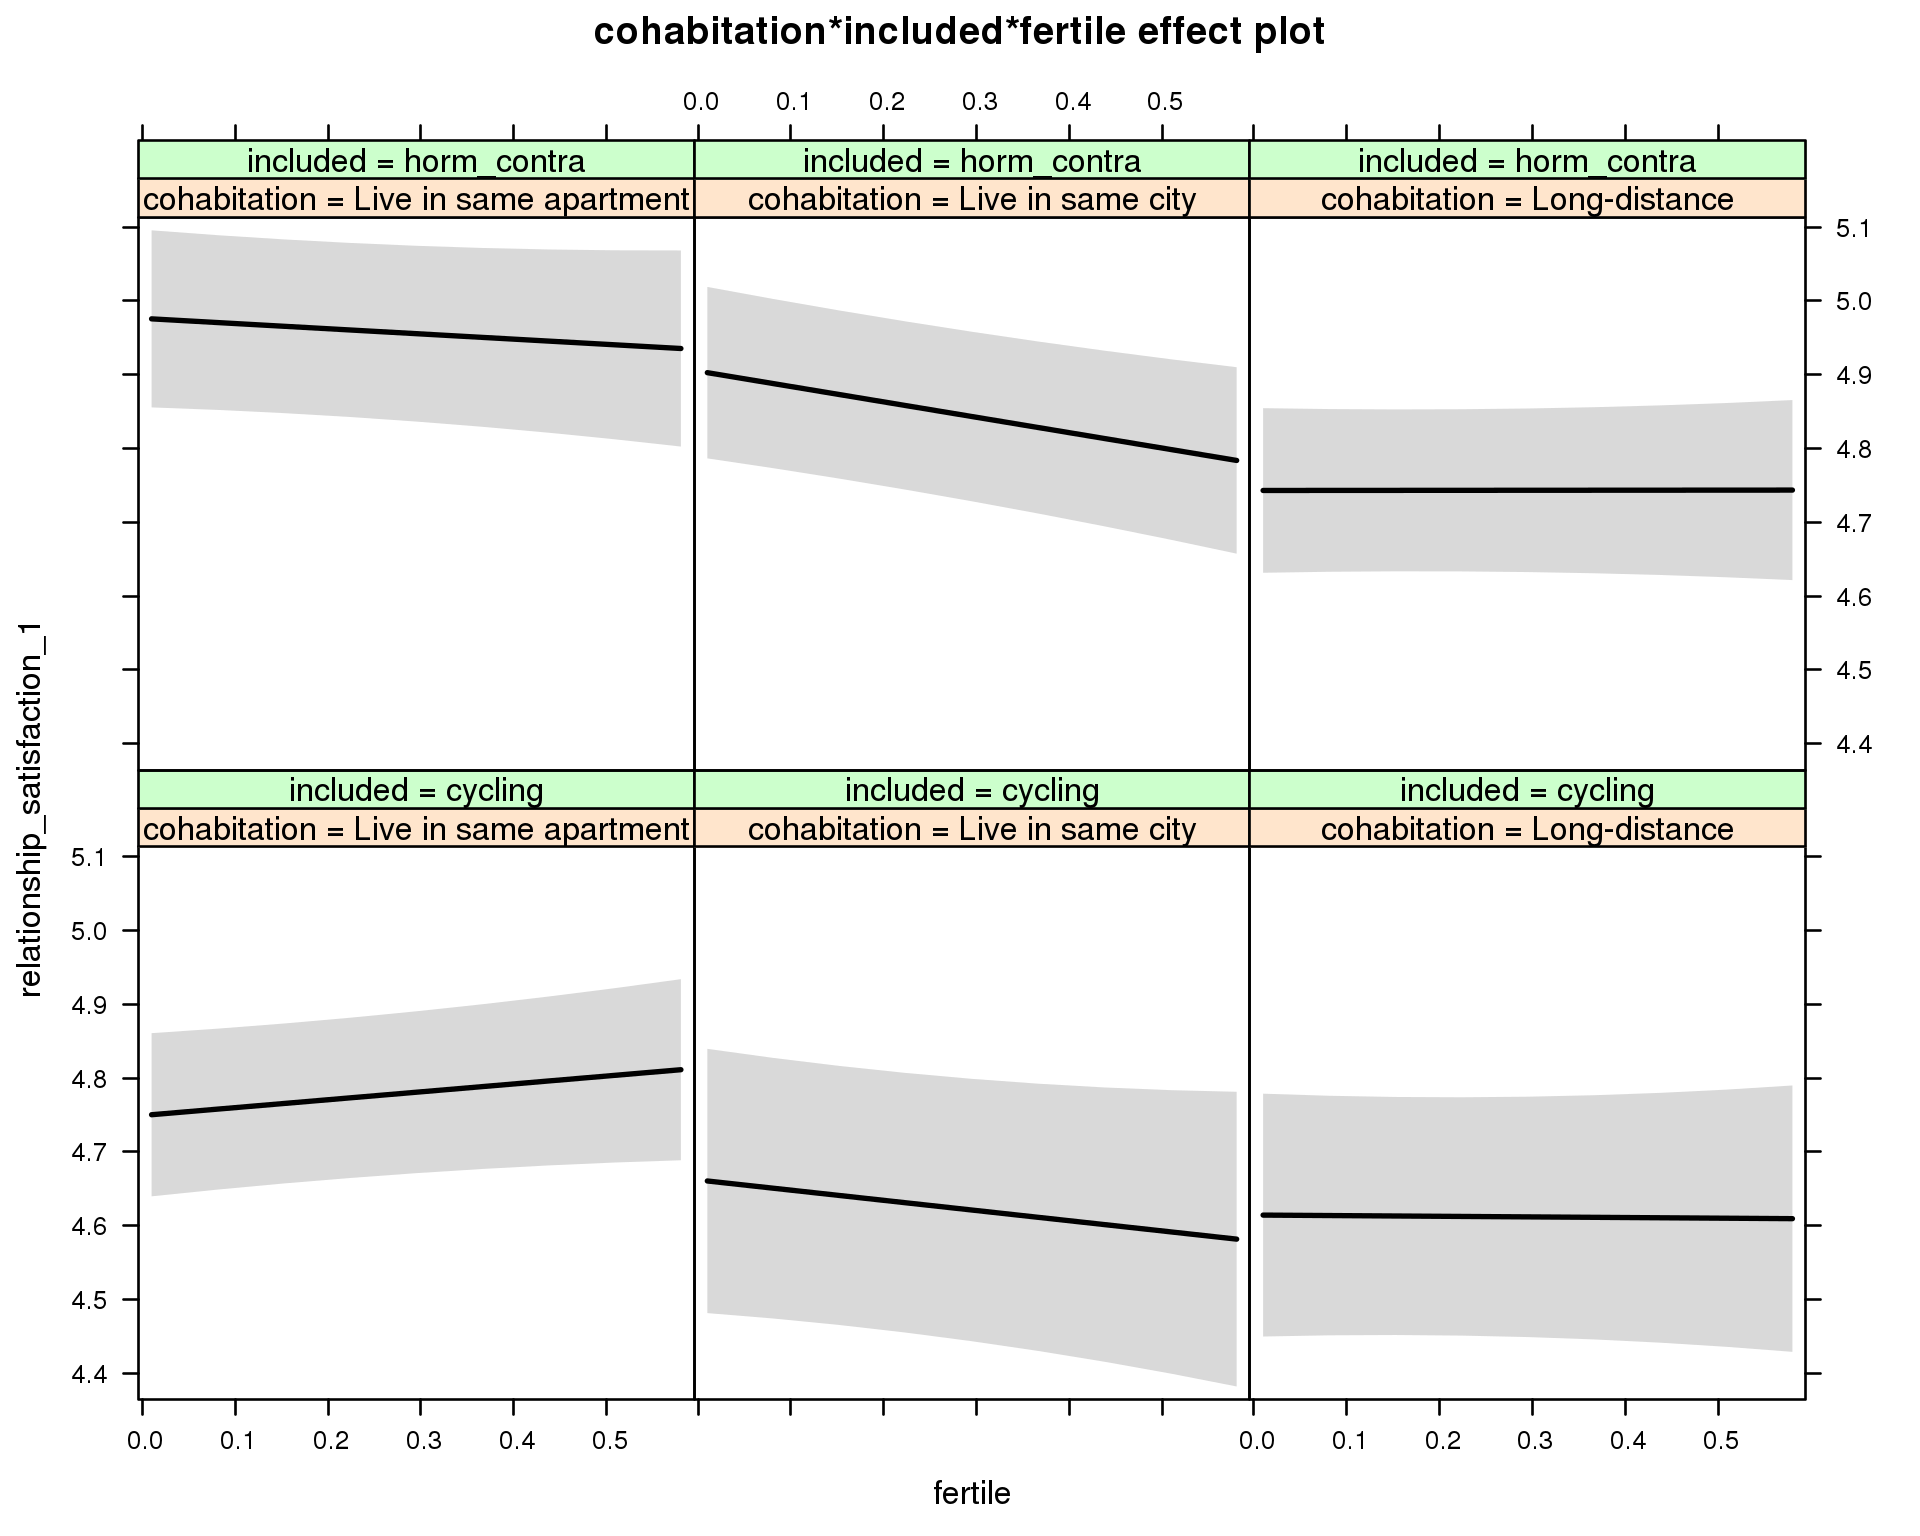 cohabitation*included*fertile effect plot
0.0 0.1 0.2 0.3 0.4 0.5
included = horm_contra included = horm_contra included = horm_contra
cohabitation = Live in same apartment cohabitation = Live in same city cohabitation = Long-distance
5.1
5.0
4.9
4.8
4.7
4.6
4.5
4.4
relationship_satisfaction_1
included = cycling included = cycling included = cycling
cohabitation = Live in same apartment cohabitation = Live in same city cohabitation = Long-distance
5.1
5.0
4.9
4.8
4.7
4.6
4.5
4.4
0.0 0.1 0.2 0.3 0.4 0.5 0.0 0.1 0.2 0.3 0.4 0.5
fertile